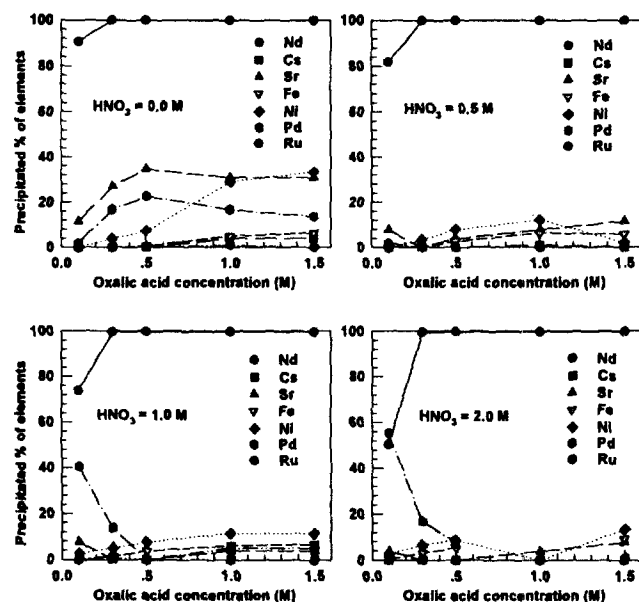 100
80
60
40
20
0
Precipitated % of elements
HNO3 = 0.0 M
Nd
Cs
Sr
Fe
Ni
Pd
Ru
0.0 .5 1.0 1.5
Oxalic acid concentration (M)
100
80
60
40
20
0
HNO3 = 0.5 M
Nd
Cs
Sr
Fe
Ni
Pd
Ru
0.0 .5 1.0 1.5
Oxalic acid concentration (M)
100
80
60
40
20
0
Precipitated % of elements
HNO3 = 1.0 M
Nd
Cs
Sr
Fe
Ni
Pd
Ru
0.0 .5 1.0 1.5
Oxalic acid concentration (M)
100
80
60
40
20
0
HNO3 = 2.0 M
Nd
Cs
Sr
Fe
Ni
Pd
Ru
0.0 .5 1.0 1.5
Oxalic acid concentration (M)